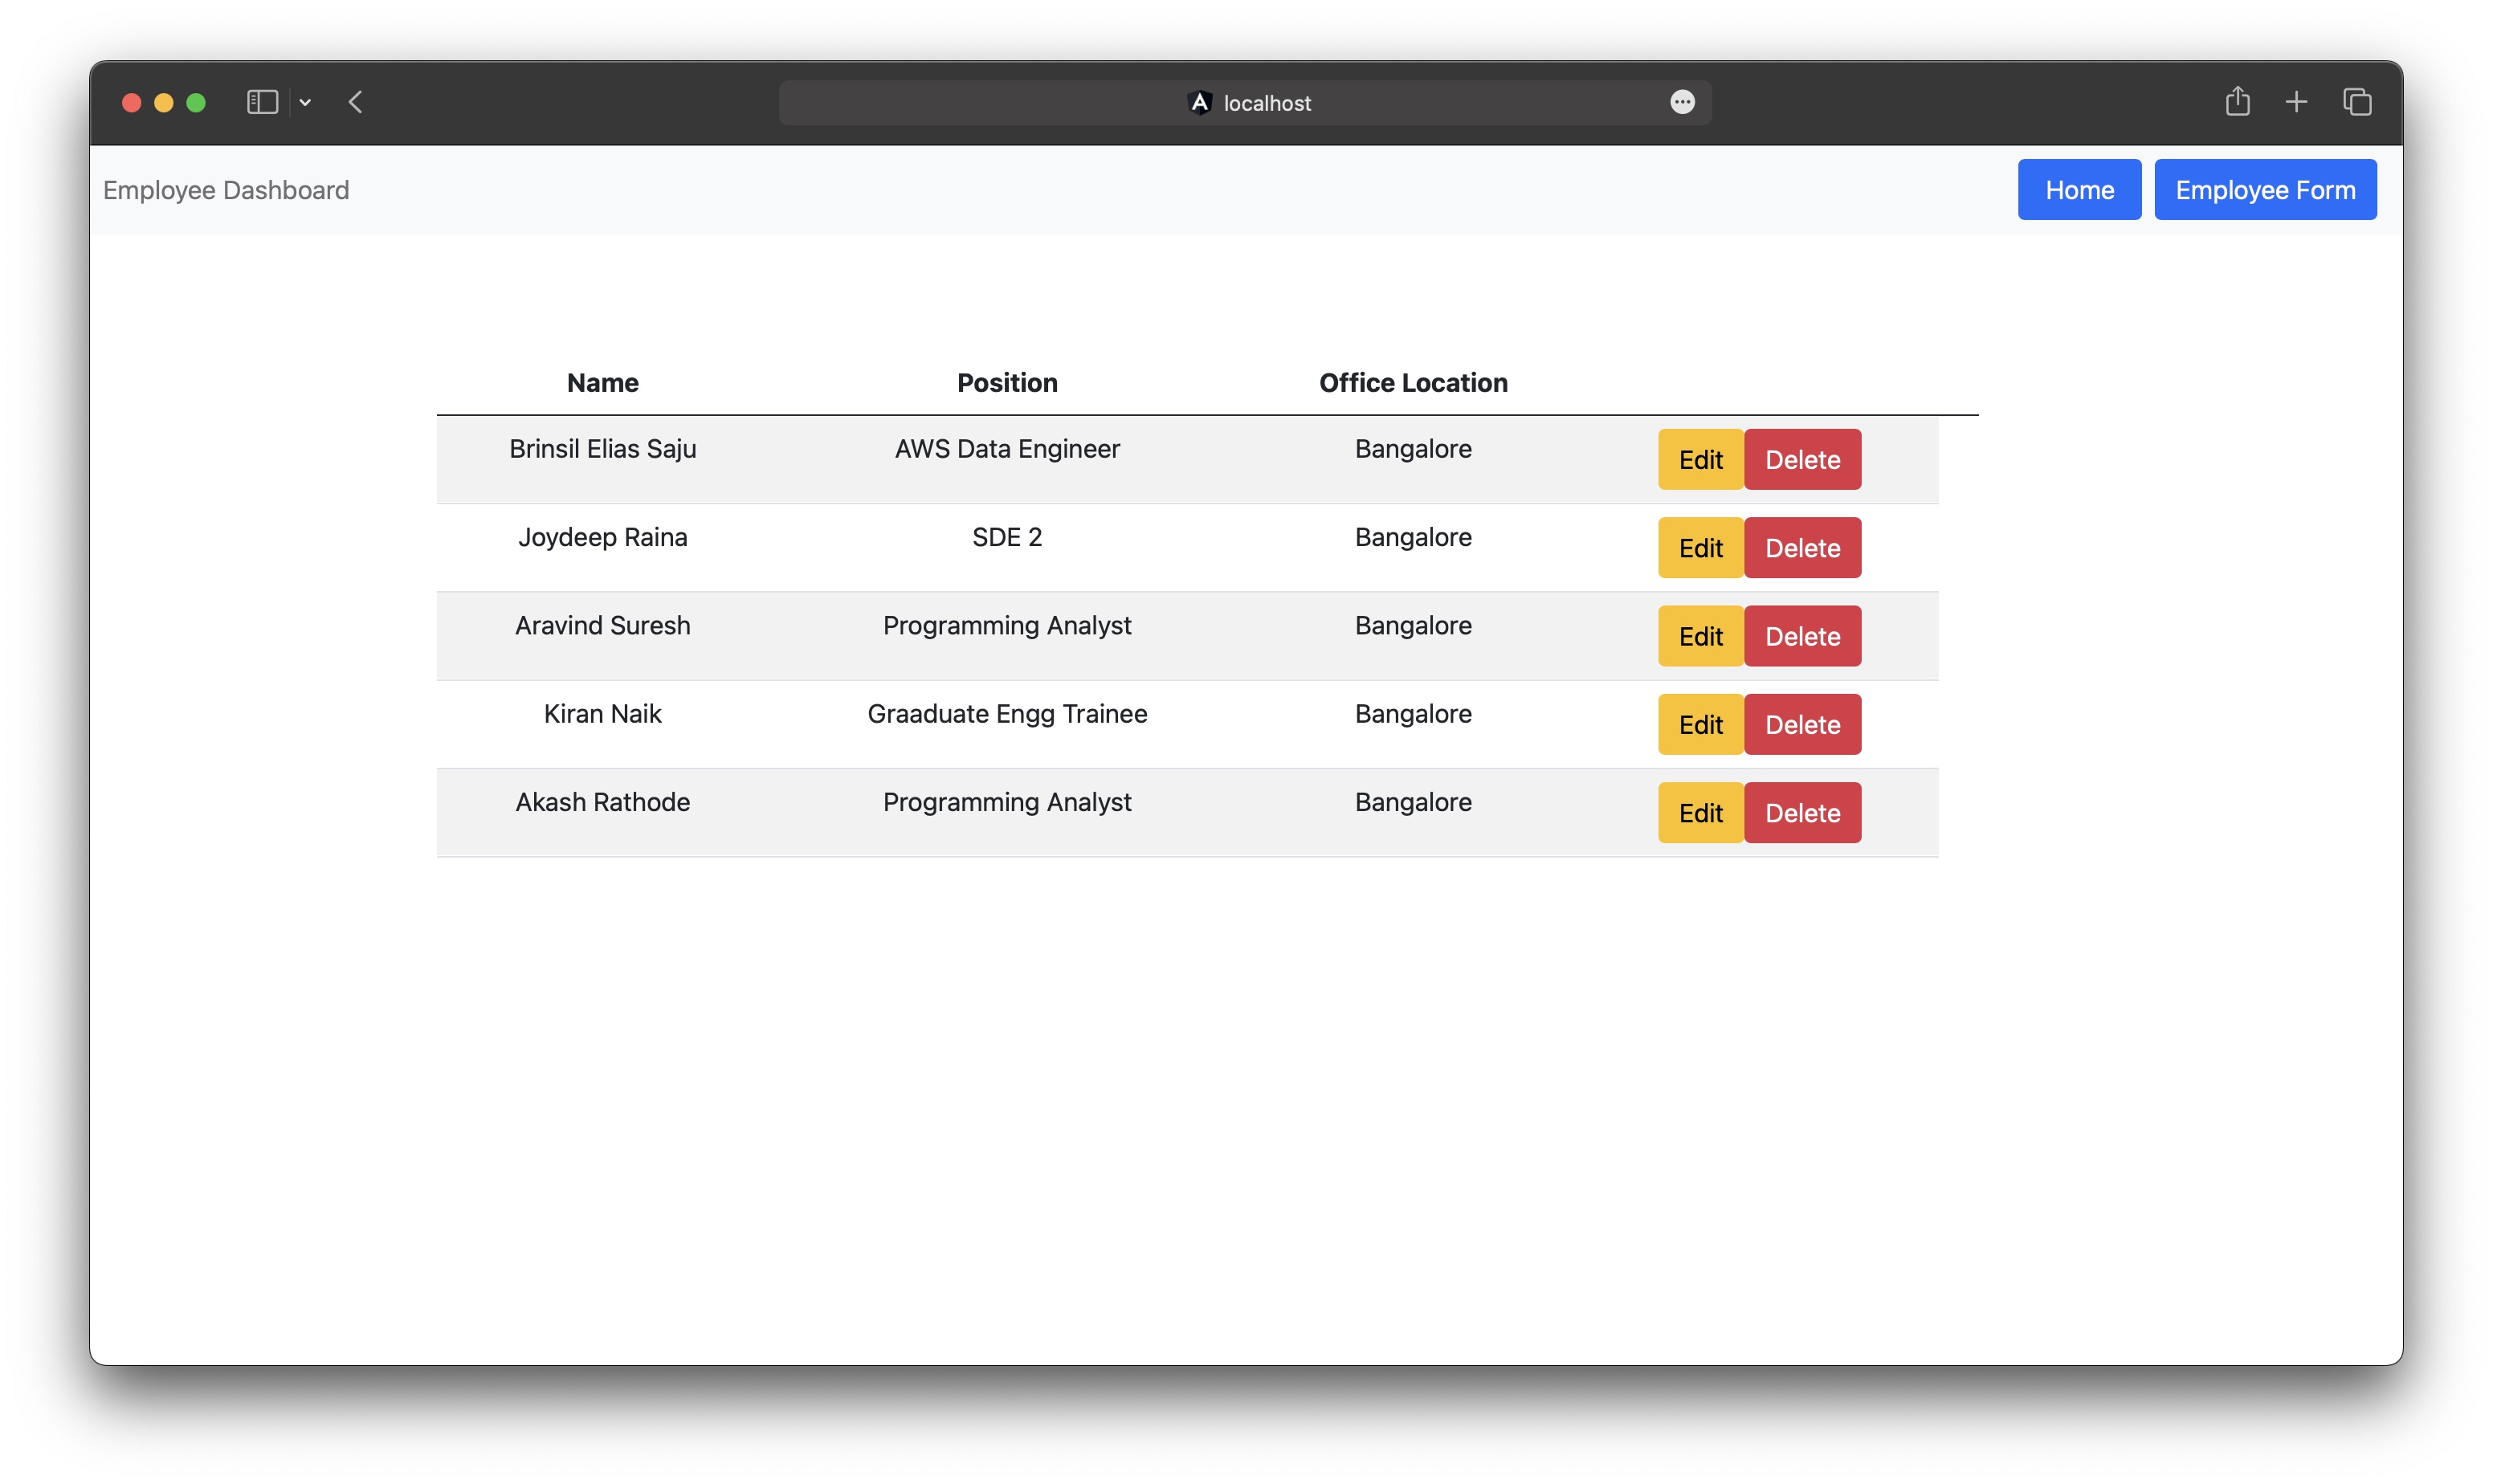 localhost
Employee Dashboard Home Employee Form
Name Position Office Location
Brinsil Elias Saju AWS Data Engineer Bangalore Edit Delete
Joydeep Raina SDE 2 Bangalore Edit Delete
Aravind Suresh Programming Analyst Bangalore Edit Delete
Kiran Naik Graaduate Engg Trainee Bangalore Edit Delete
Akash Rathode Programming Analyst Bangalore Edit Delete